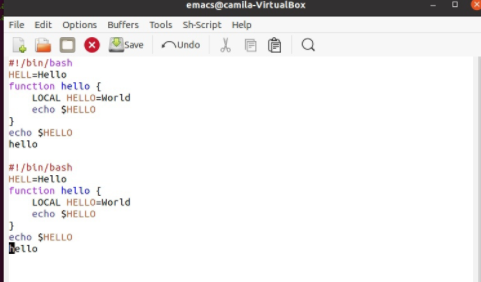 emacs@camila-VirtualBox
File Edit Options Buffers Tools Sh-Script Help
Save Undo
#!/bin/bash
HELL=Hello
function hello {
    LOCAL HELLO=World
    echo $HELLO
}
echo $HELLO
hello

#!/bin/bash
HELL=Hello
function hello {
    LOCAL HELLO=World
    echo $HELLO
}
echo $HELLO
hello